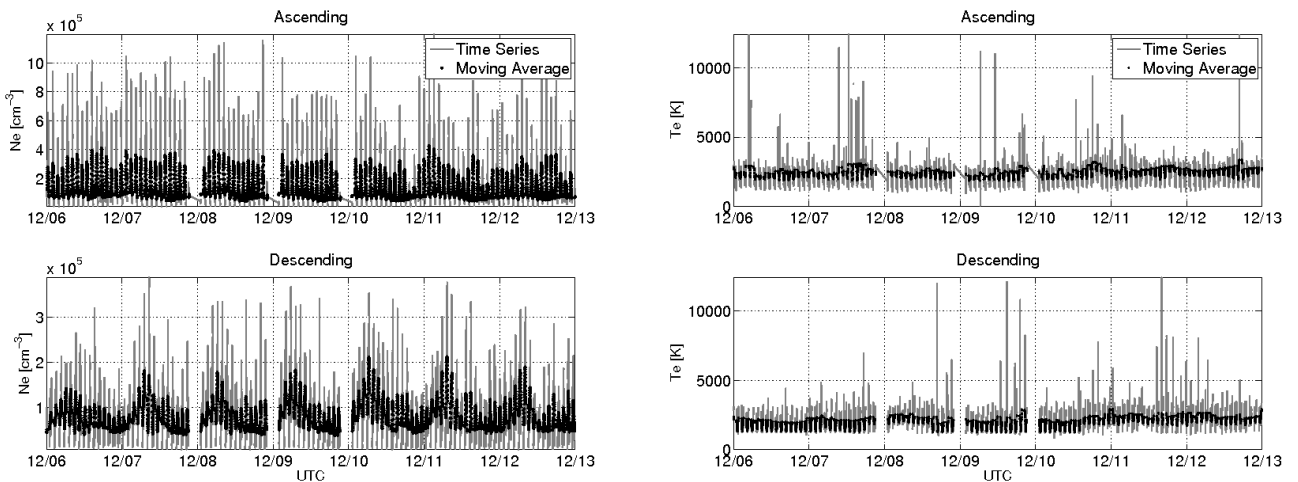 Ascending
x 10⁵
Ne [cm⁻³]
10
8
6
4
2
Time Series
Moving Average
12/06 12/07 12/08 12/09 12/10 12/11 12/12 12/13
Ascending
Te [K]
10000
5000
0
Time Series
Moving Average
12/06 12/07 12/08 12/09 12/10 12/11 12/12 12/13
Descending
x 10⁵
Ne [cm⁻³]
3
2
1
12/06 12/07 12/08 12/09 12/10 12/11 12/12 12/13
UTC
Descending
Te [K]
10000
5000
0
12/06 12/07 12/08 12/09 12/10 12/11 12/12 12/13
UTC